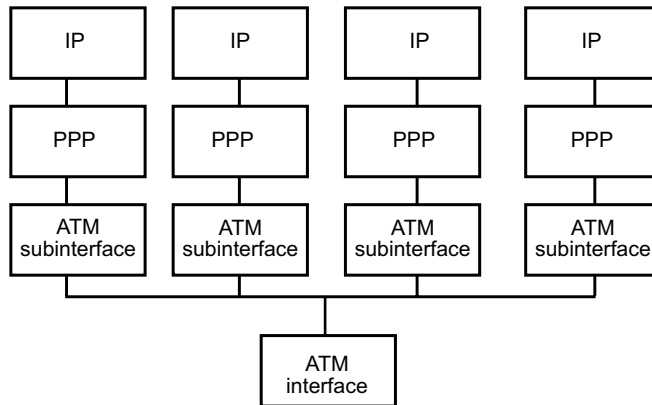 IP
IP
IP
IP
PPP
PPP
PPP
PPP
ATM
subinterface
ATM
subinterface
ATM
subinterface
ATM
subinterface
ATM
interface